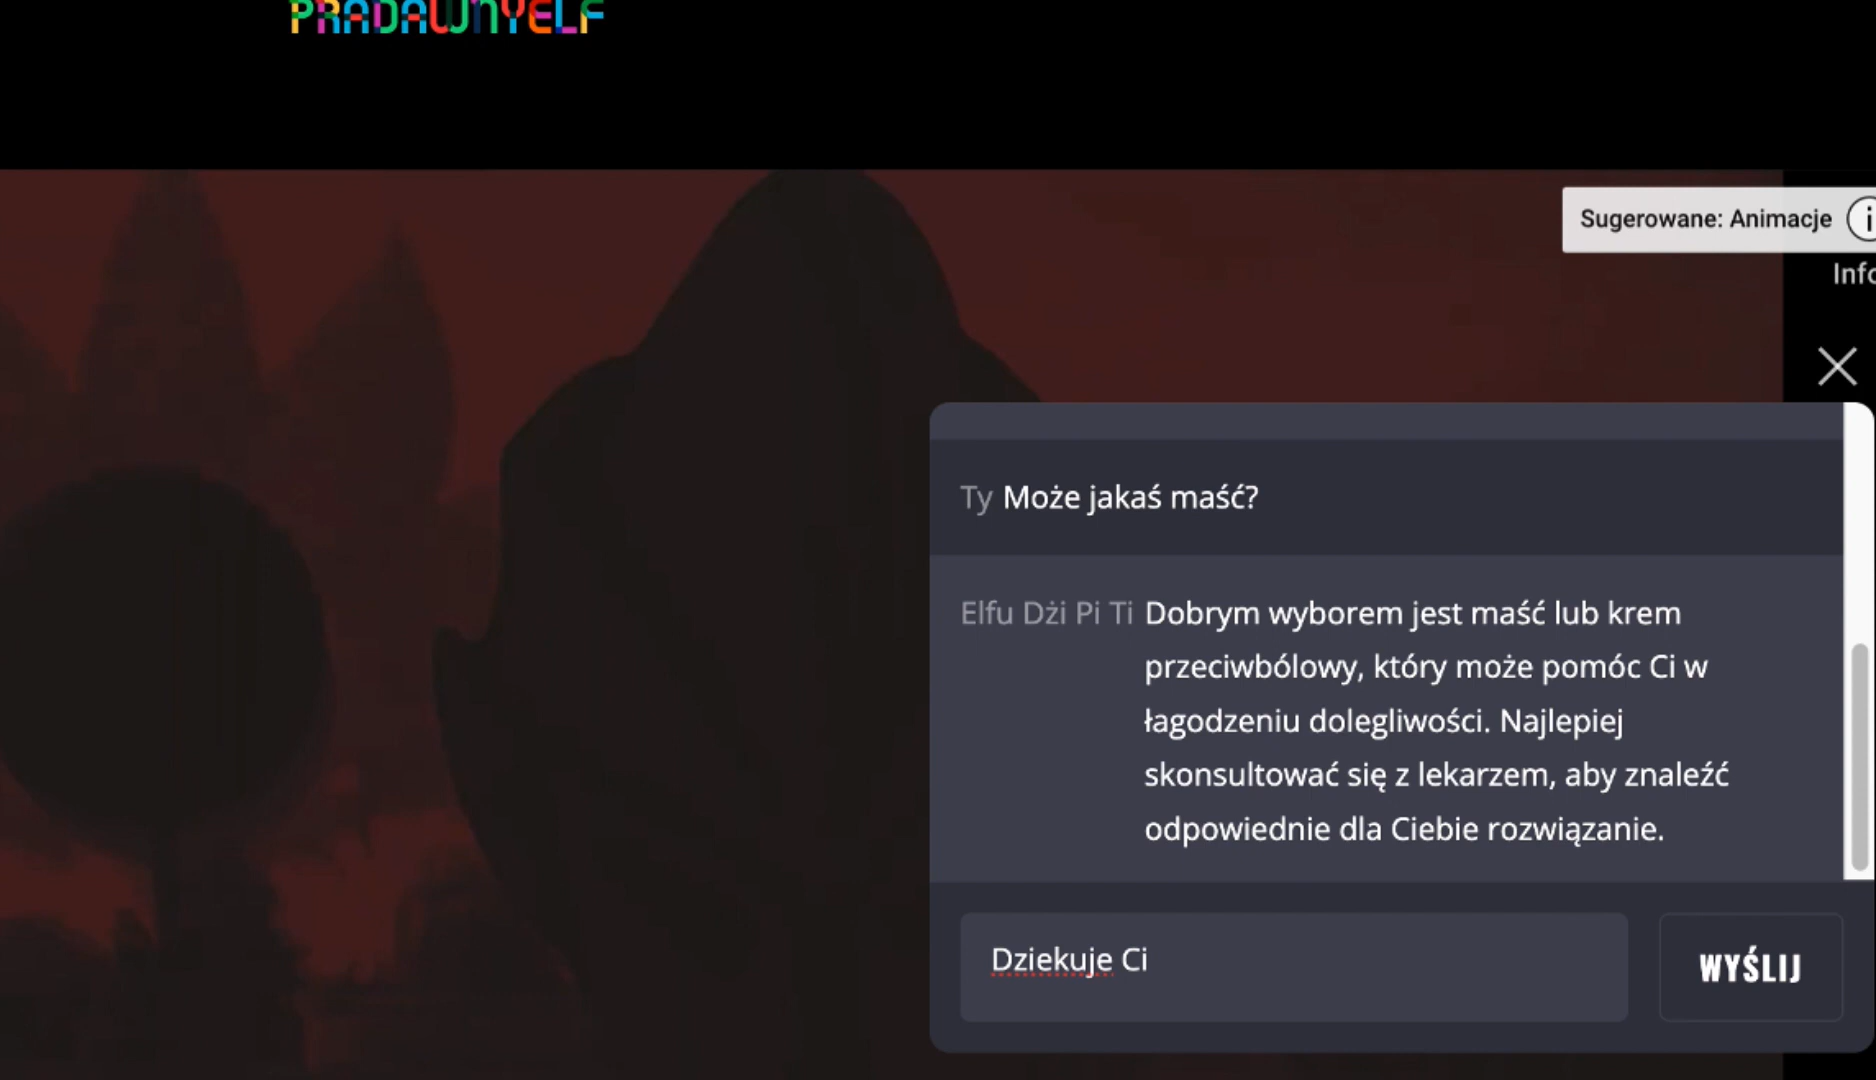 PRADAWNYELF
Sugerowane: Animacje
Ty Może jakaś maść?
Elfu Dżi Pi Ti Dobrym wyborem jest maść lub krem
przeciwbólowy, który może pomóc Ci w
łagodzeniu dolegliwości. Najlepiej
skonsultować się z lekarzem, aby znaleźć
odpowiednie dla Ciebie rozwiązanie.
Dziekuje Ci
WYŚLIJ